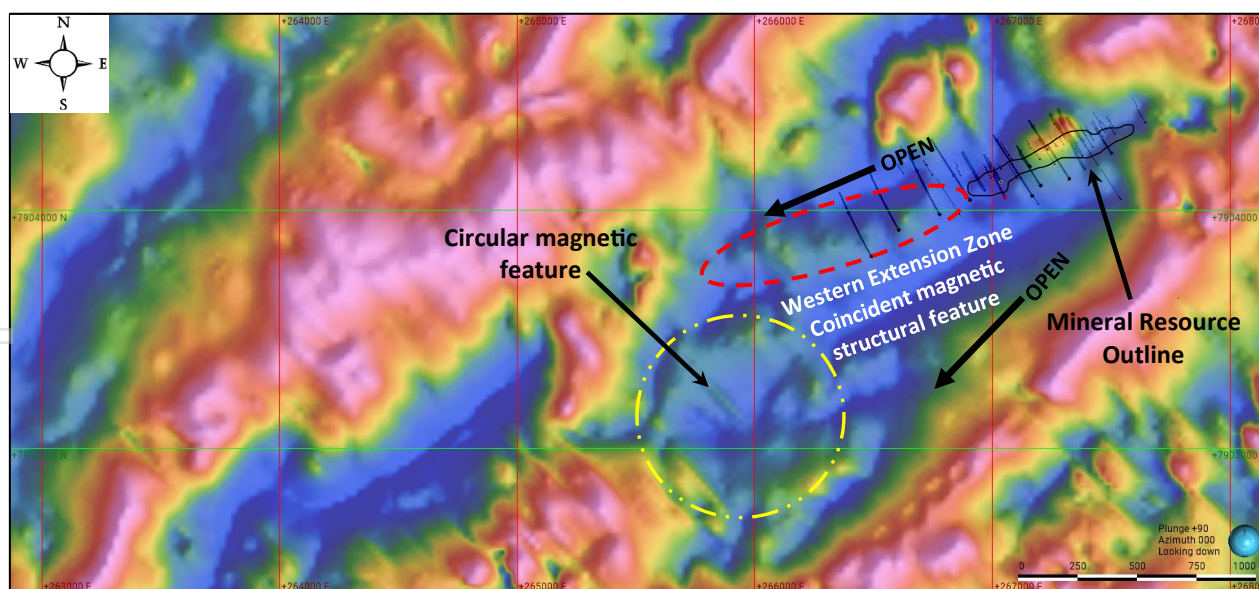 +264000 E
+265000 E
+266000 E
+267000 E
N
W E
S
OPEN
+7904000 N
+7904000 N
Circular magnetic
feature
Western Extension Zone
Coincident magnetic
structural feature
OPEN
Mineral Resource
Outline
Plunge +90
Azimuth 000
Looking down
0 250 500 750 1000
+263000 E
+264000 E
+265000 E
+266000 E
+267000 E